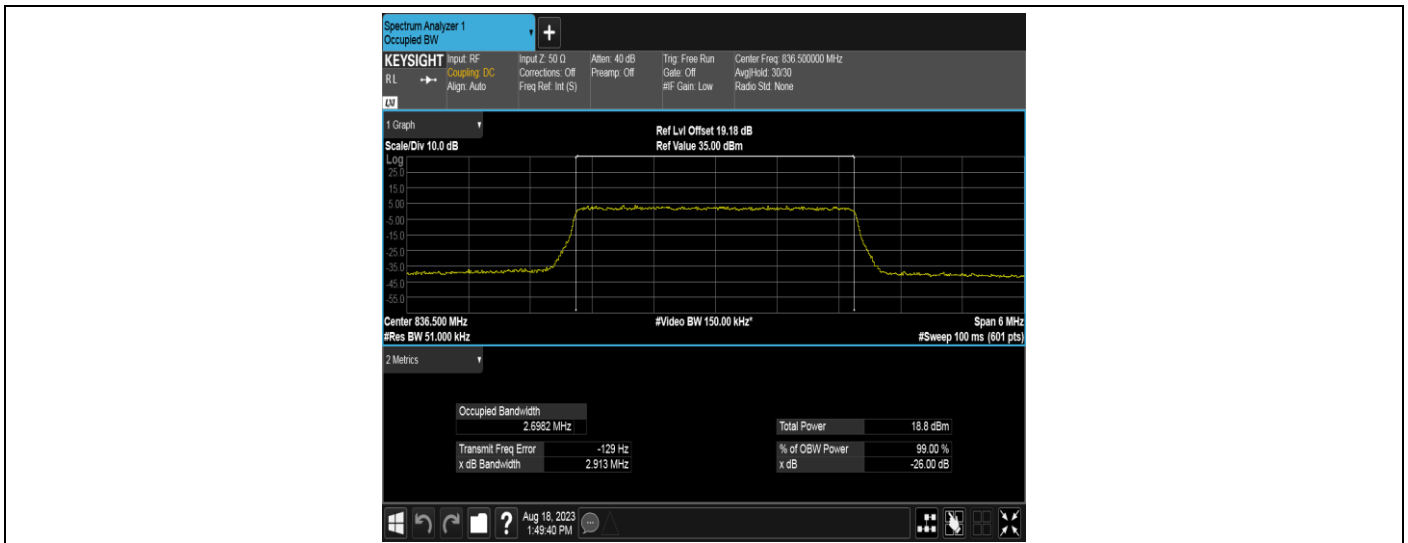 Spectrum Analyzer 1
Occupied BW
+
KEYSIGHT
RL
LXI
Input: RF
Coupling: DC
Align: Auto
Input Z: 50 Ω
Corrections: Off
Freq Ref: Int (S)
Atten: 40 dB
Preamp: Off
Trig: Free Run
Gate: Off
#IF Gain: Low
Center Freq: 836.500000 MHz
Avg|Hold: 30/30
Radio Std: None
1 Graph
Scale/Div 10.0 dB
Ref Lvl Offset 19.18 dB
Ref Value 35.00 dBm
Log
25.0
15.0
5.00
-5.00
-15.0
-25.0
-35.0
-45.0
-55.0
Center 836.500 MHz
#Res BW 51.000 kHz
#Video BW 150.00 kHz*
Span 6 MHz
#Sweep 100 ms (601 pts)
2 Metrics
Occupied Bandwidth
2.6982 MHz
Transmit Freq Error -129 Hz
x dB Bandwidth 2.913 MHz
Total Power 18.8 dBm
% of OBW Power 99.00 %
x dB -26.00 dB
?
Aug 18, 2023
1:49:40 PM